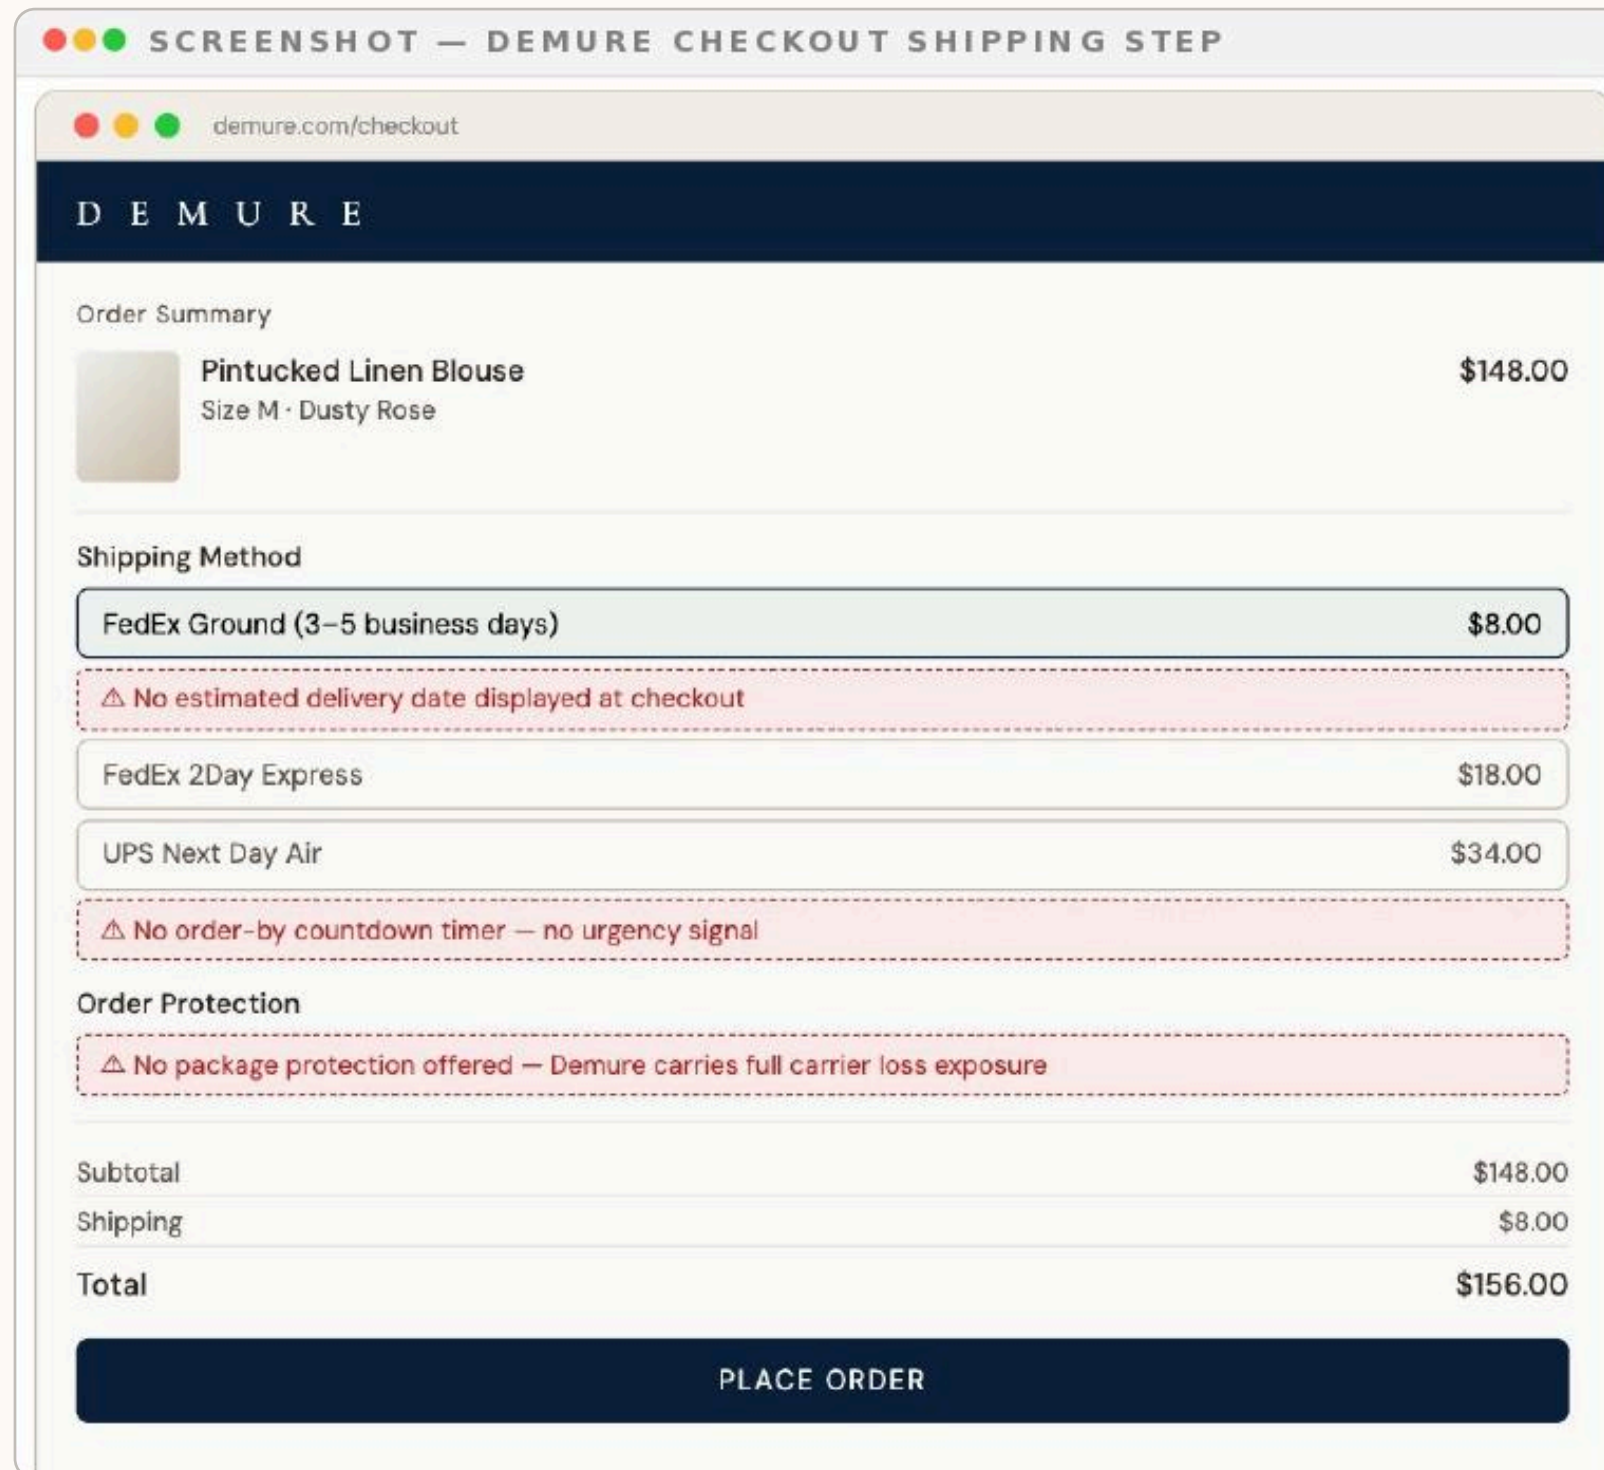 SCREENSHOT — DEMURE CHECKOUT SHIPPING STEP
demure.com/checkout
DEMURE
Order Summary
Pintucked Linen Blouse $148.00
Size M · Dusty Rose
Shipping Method
FedEx Ground (3–5 business days) $8.00
⚠ No estimated delivery date displayed at checkout
FedEx 2Day Express $18.00
UPS Next Day Air $34.00
⚠ No order-by countdown timer — no urgency signal
Order Protection
⚠ No package protection offered — Demure carries full carrier loss exposure
Subtotal $148.00
Shipping $8.00
Total $156.00
PLACE ORDER